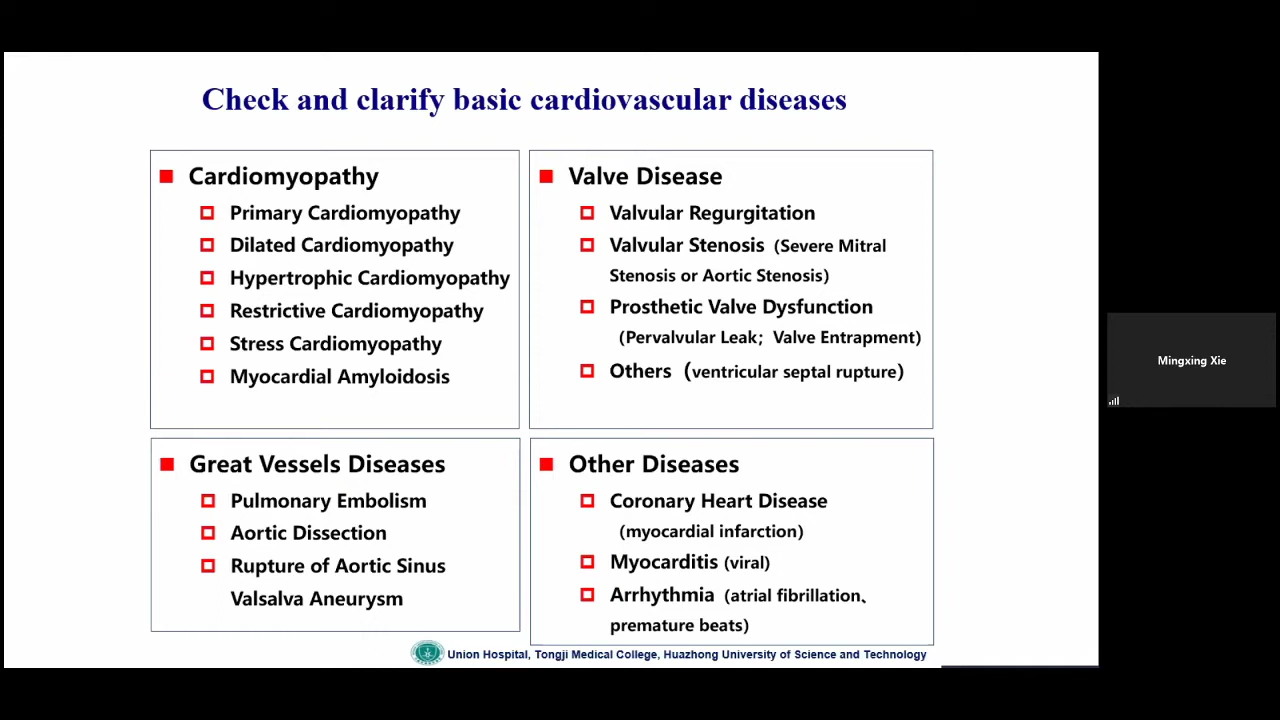 Check and clarify basic cardiovascular diseases
Cardiomyopathy
Primary Cardiomyopathy
Dilated Cardiomyopathy
Hypertrophic Cardiomyopathy
Restrictive Cardiomyopathy
Stress Cardiomyopathy
Myocardial Amyloidosis
Valve Disease
Valvular Regurgitation
Valvular Stenosis（Severe Mitral
Stenosis or Aortic Stenosis）
Prosthetic Valve Dysfunction
（Pervalvular Leak；Valve Entrapment）
Others（ventricular septal rupture）
Great Vessels Diseases
Pulmonary Embolism
Aortic Dissection
Rupture of Aortic Sinus
Valsalva Aneurysm
Other Diseases
Coronary Heart Disease
（myocardial infarction）
Myocarditis (viral)
Arrhythmia（atrial fibrillation、
premature beats）
Union Hospital, Tongji Medical College, Huazhong University of Science and Technology
Mingxing Xie